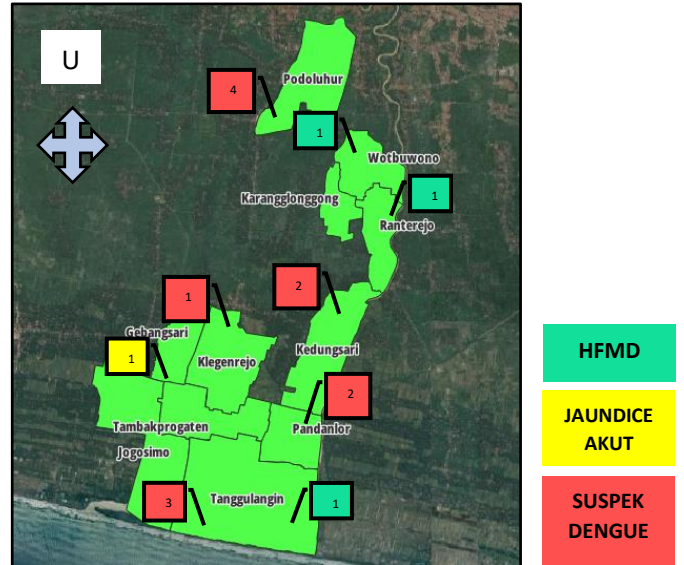 U
Podoluhur
4
1
Wotbuwono
Karangglonggong
1
Ranterejo
2
1
Gebangsari
Kedungsari
1
Klegenrejo
2
Tambakprogaten
Pandanlor
Jogosimo
Tanggulangin
3
1
HFMD
JAUNDICE
AKUT
SUSPEK
DENGUE